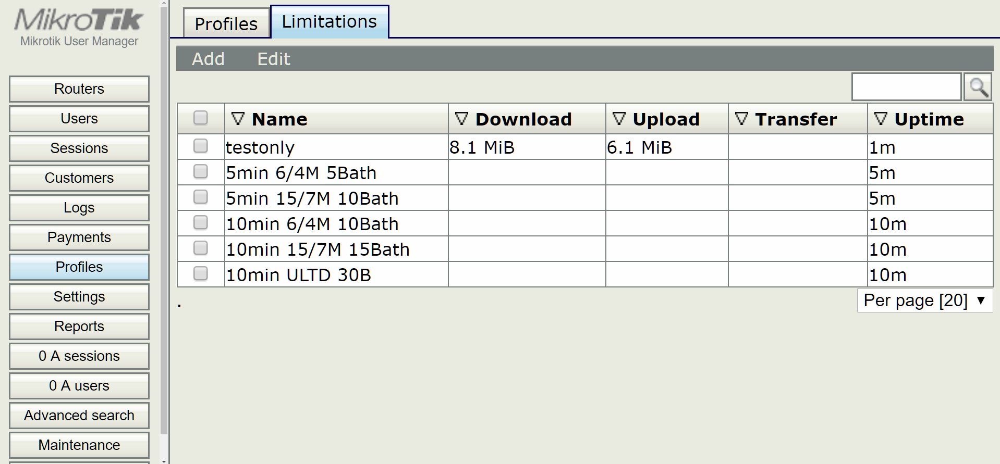 MikroTik
Mikrotik User Manager
Routers
Users
Sessions
Customers
Logs
Payments
Profiles
Settings
Reports
0 A sessions
0 A users
Advanced search
Maintenance
Profiles Limitations
Add Edit
Name Download Upload Transfer Uptime
testonly 8.1 MiB 6.1 MiB 1m
5min 6/4M 5Bath 5m
5min 15/7M 10Bath 5m
10min 6/4M 10Bath 10m
10min 15/7M 15Bath 10m
10min ULTD 30B 10m
.
Per page [20]